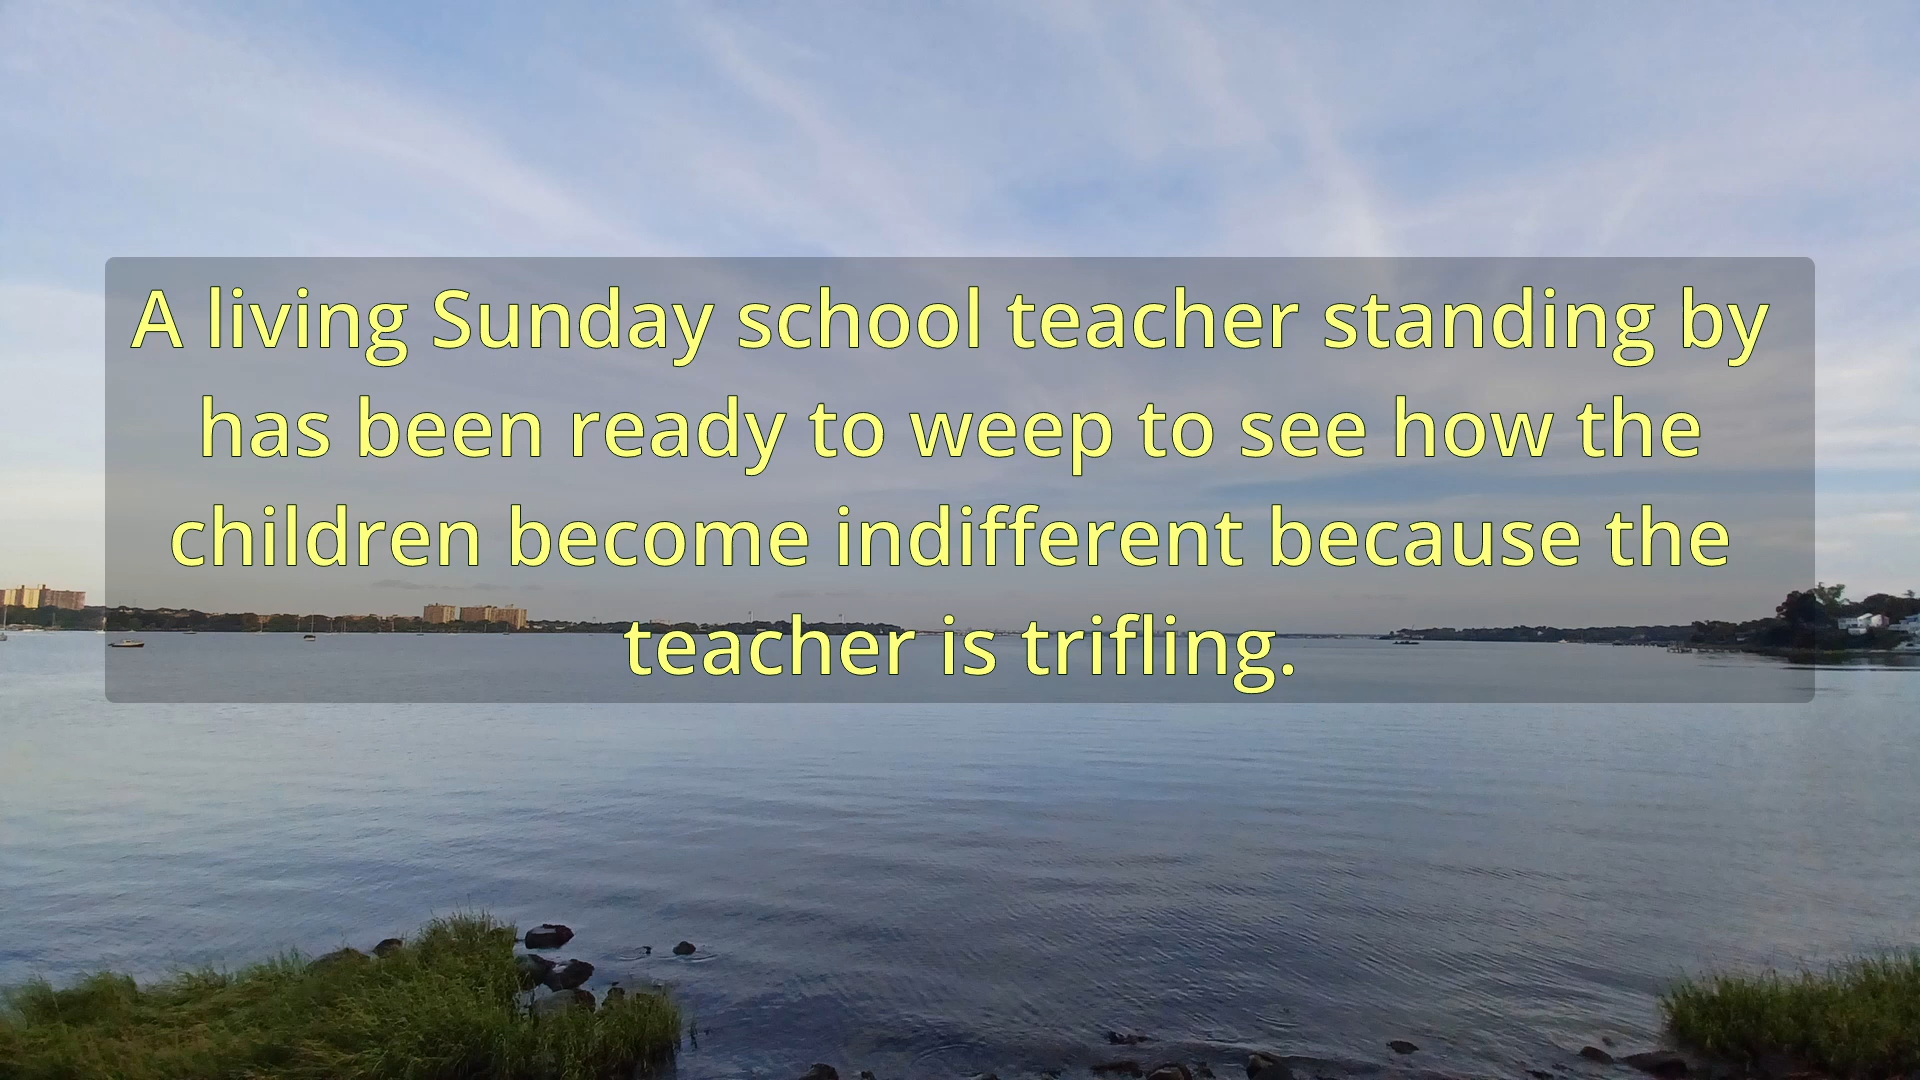 A living Sunday school teacher standing by
has been ready to weep to see how the
children become indifferent because the
teacher is trifling.